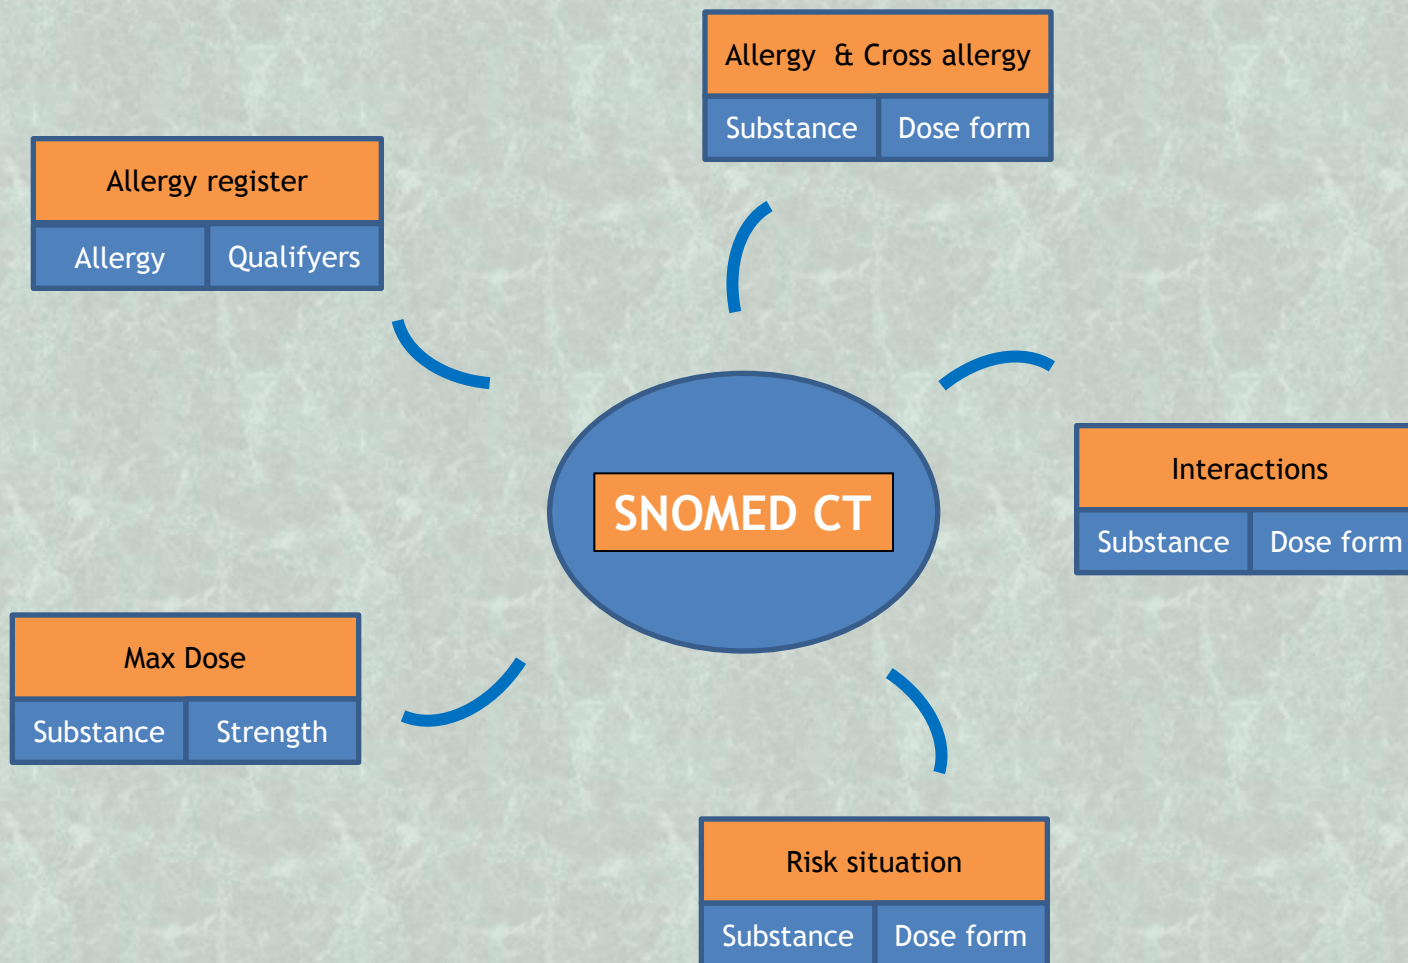 Allergy & Cross allergy
Substance Dose form
Allergy register
Allergy Qualifyers
Interactions
Substance Dose form
SNOMED CT
Max Dose
Substance Strength
Risk situation
Substance Dose form